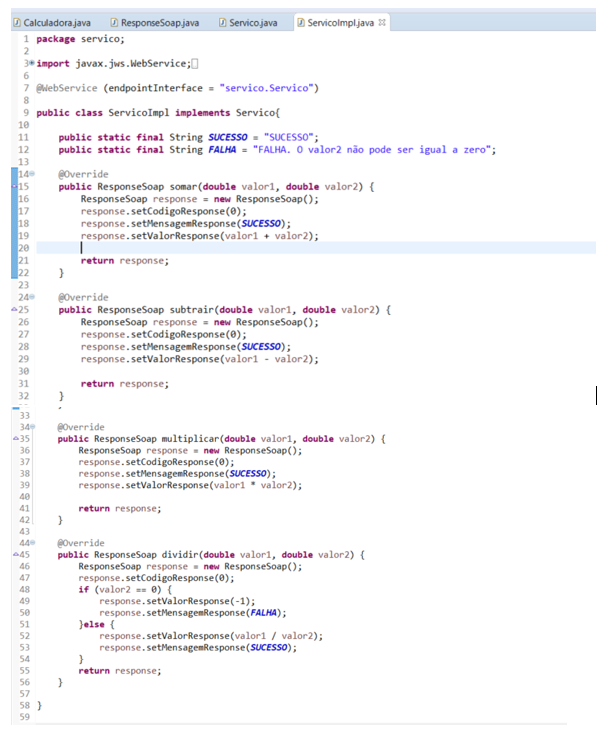 Calculadora.java ResponseSoap.java Servico.java ServicoImpl.java
1 package servico;
2
3 import javax.jws.WebService;
6
7 @WebService (endpointInterface = "servico.Servico")
8
9 public class ServicoImpl implements Servico{
10
11 public static final String SUCESSO = "SUCESSO";
12 public static final String FALHA = "FALHA. O valor2 não pode ser igual a zero";
13
14 @Override
15 public ResponseSoap somar(double valor1, double valor2) {
16 ResponseSoap response = new ResponseSoap();
17 response.setCodigoResponse(0);
18 response.setMensagemResponse(SUCESSO);
19 response.setValorResponse(valor1 + valor2);
20
21 return response;
22 }
23
24 @Override
25 public ResponseSoap subtrair(double valor1, double valor2) {
26 ResponseSoap response = new ResponseSoap();
27 response.setCodigoResponse(0);
28 response.setMensagemResponse(SUCESSO);
29 response.setValorResponse(valor1 - valor2);
30
31 return response;
32 }
33
34 @Override
35 public ResponseSoap multiplicar(double valor1, double valor2) {
36 ResponseSoap response = new ResponseSoap();
37 response.setCodigoResponse(0);
38 response.setMensagemResponse(SUCESSO);
39 response.setValorResponse(valor1 * valor2);
40
41 return response;
42 }
43
44 @Override
45 public ResponseSoap dividir(double valor1, double valor2) {
46 ResponseSoap response = new ResponseSoap();
47 response.setCodigoResponse(0);
48 if (valor2 == 0) {
49 response.setValorResponse(-1);
50 response.setMensagemResponse(FALHA);
51 }else {
52 response.setValorResponse(valor1 / valor2);
53 response.setMensagemResponse(SUCESSO);
54 }
55 return response;
56 }
57
58 }
59